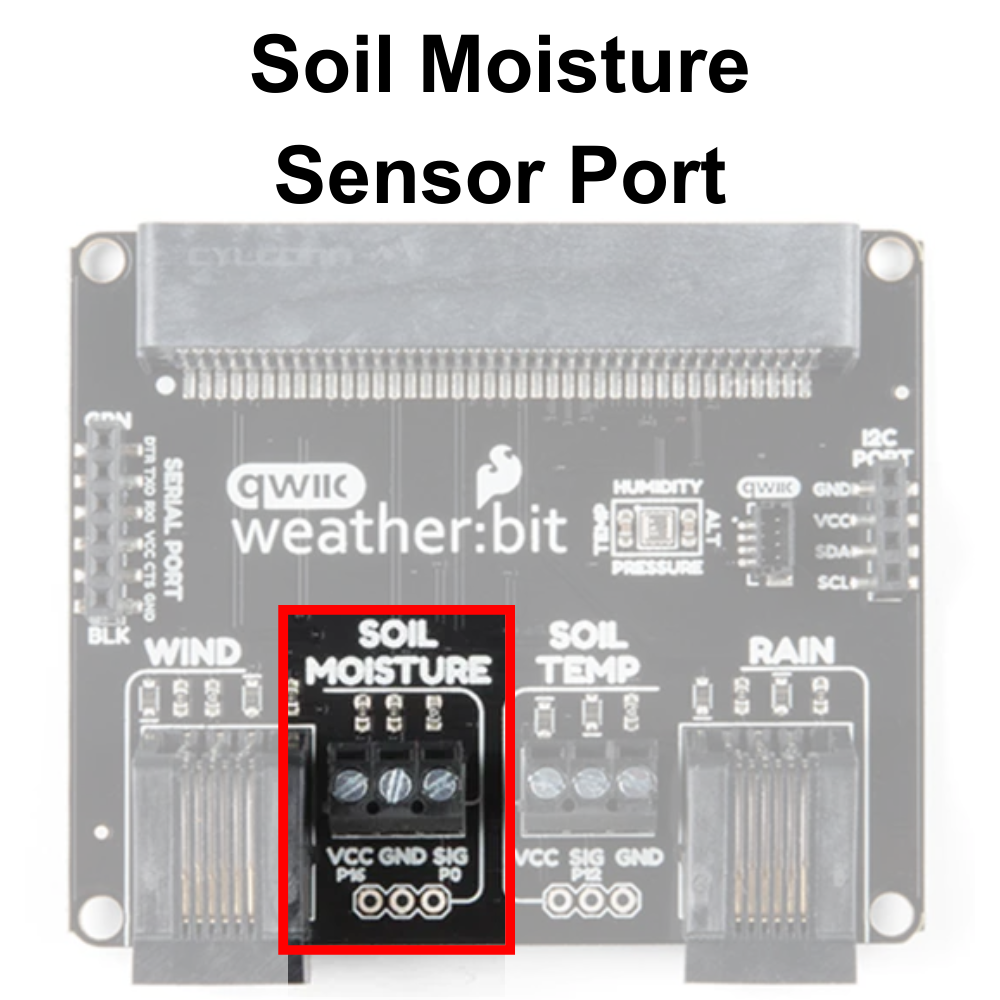 Soil Moisture
Sensor Port
GRN
DTR TXO RXI VCC CTS GND
SERIAL PORT
BLK
qwiic
weather:bit
HUMIDITY
TEMP
ALT
PRESSURE
qwiic
I2C
PORT
GND
VCC
SDA
SCL
WIND
SOIL
MOISTURE
VCC GND SIG
P16 P0
SOIL
TEMP
VCC SIG GND
P12
RAIN